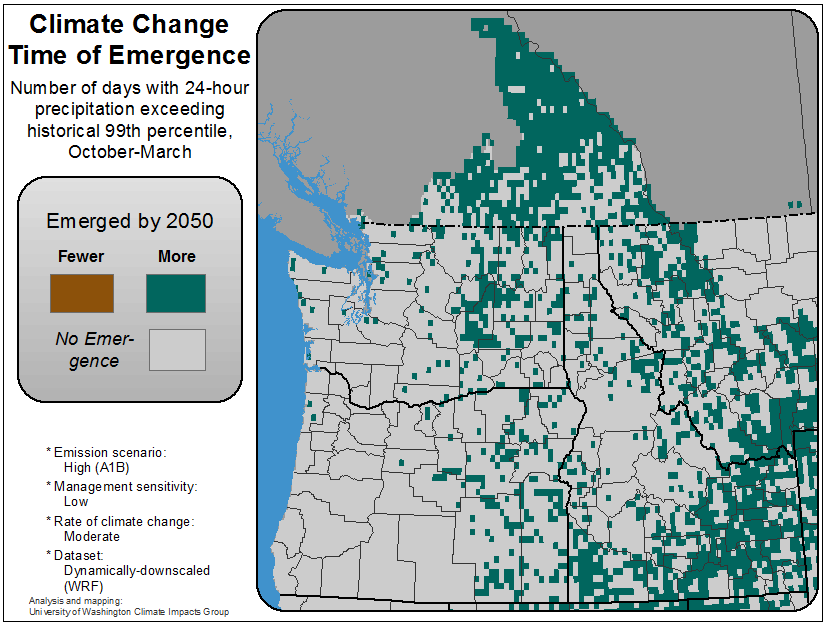 Climate Change
Time of Emergence
Number of days with 24-hour
precipitation exceeding
historical 99th percentile,
October-March
Emerged by 2050
Fewer More
No Emer-
gence
* Emission scenario:
High (A1B)
* Management sensitivity:
Low
* Rate of climate change:
Moderate
* Dataset:
Dynamically-downscaled
(WRF)
Analysis and mapping:
University of Washington Climate Impacts Group